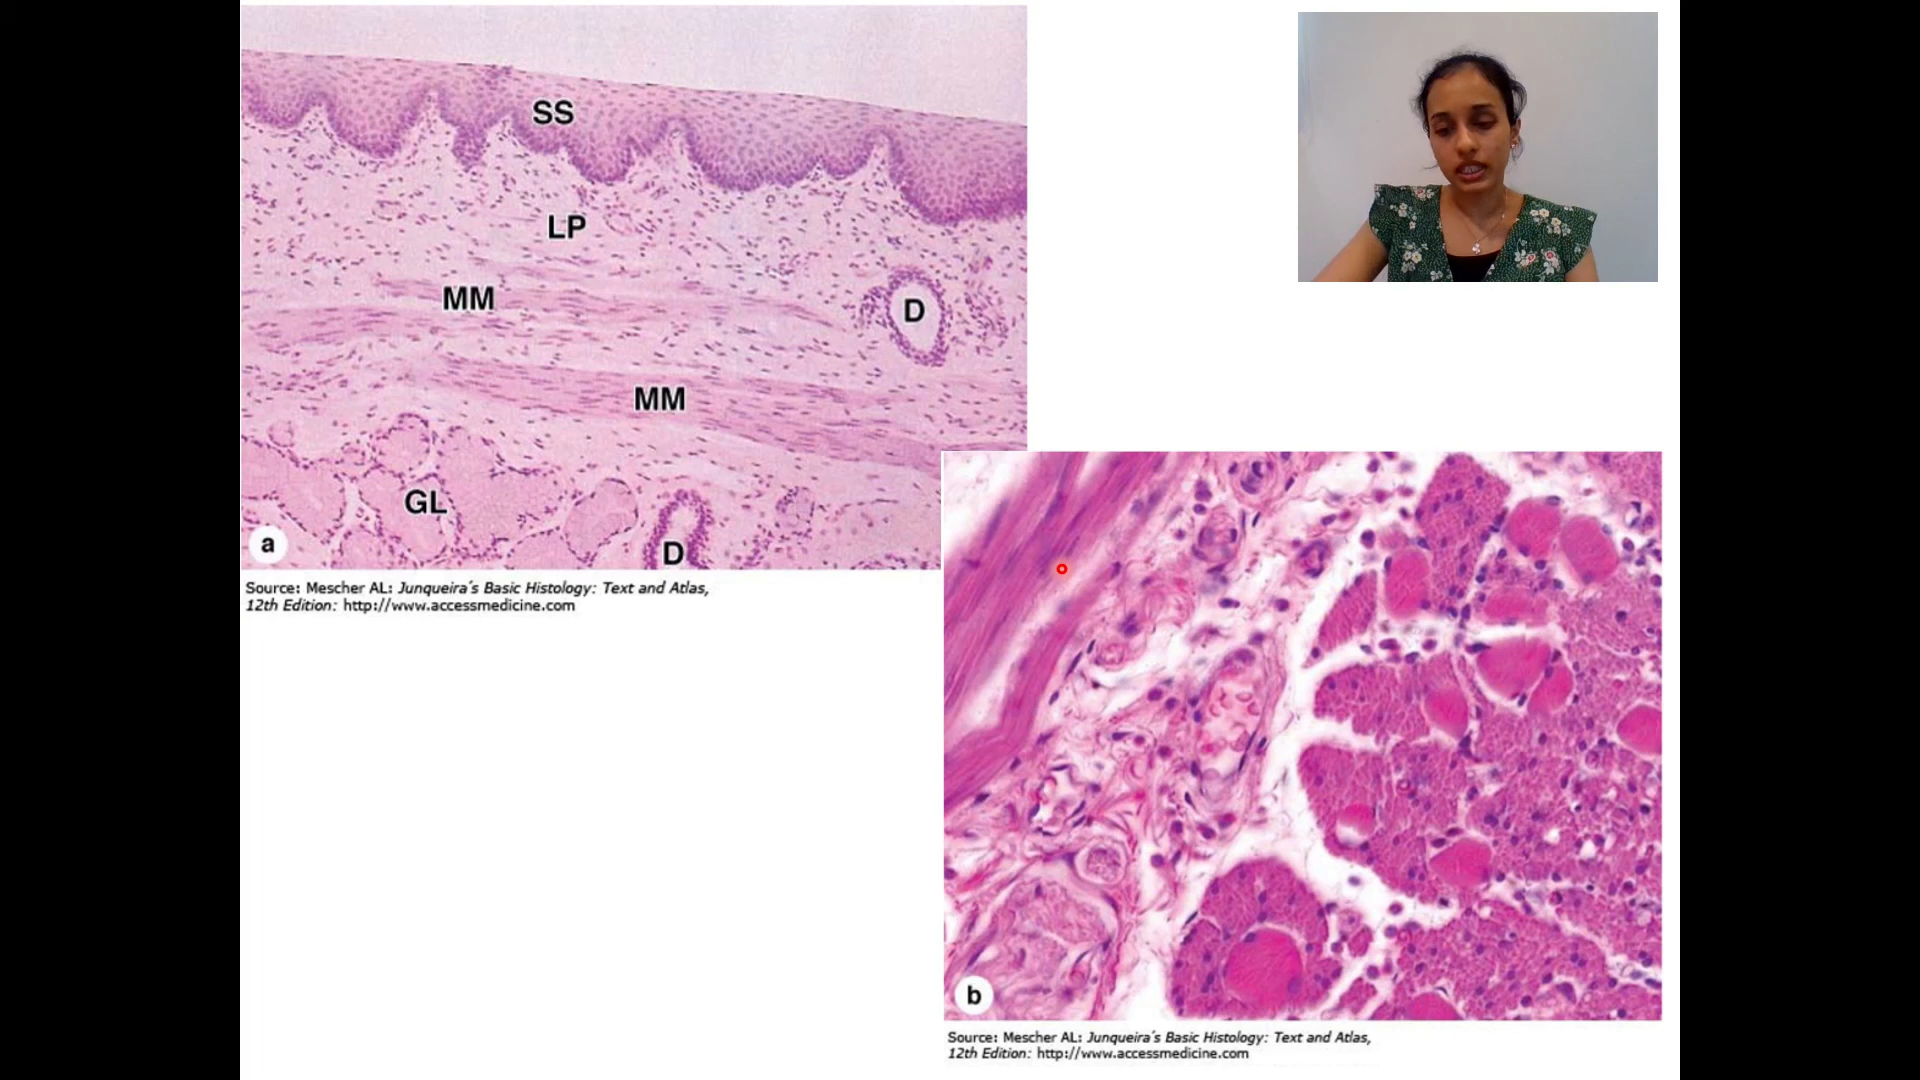 SS
LP
MM
D
MM
GL
D
a
Source: Mescher AL: Junqueira´s Basic Histology: Text and Atlas,
12th Edition: http://www.accessmedicine.com
b
Source: Mescher AL: Junqueira´s Basic Histology: Text and Atlas,
12th Edition: http://www.accessmedicine.com